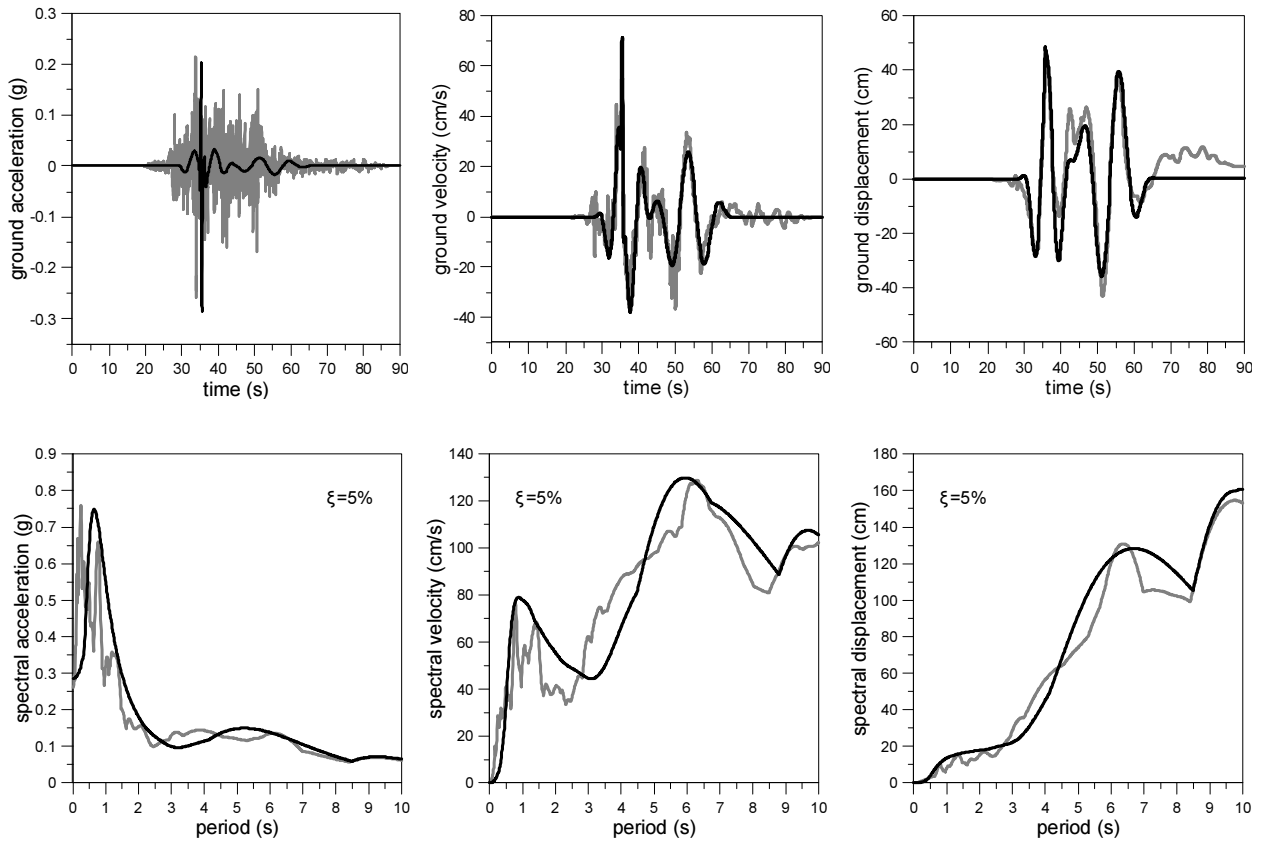 ground acceleration (g)
0.3
0.2
0.1
0
-0.1
-0.2
-0.3
0 10 20 30 40 50 60 70 80 90
time (s)
ground velocity (cm/s)
80
60
40
20
0
-20
-40
0 10 20 30 40 50 60 70 80 90
time (s)
ground displacement (cm)
60
40
20
0
-20
-40
-60
0 10 20 30 40 50 60 70 80 90
time (s)
spectral acceleration (g)
0.9
0.8
0.7
0.6
0.5
0.4
0.3
0.2
0.1
0
ξ=5%
0 1 2 3 4 5 6 7 8 9 10
period (s)
spectral velocity (cm/s)
140
120
100
80
60
40
20
0
ξ=5%
0 1 2 3 4 5 6 7 8 9 10
period (s)
spectral displacement (cm)
180
160
140
120
100
80
60
40
20
0
ξ=5%
0 1 2 3 4 5 6 7 8 9 10
period (s)